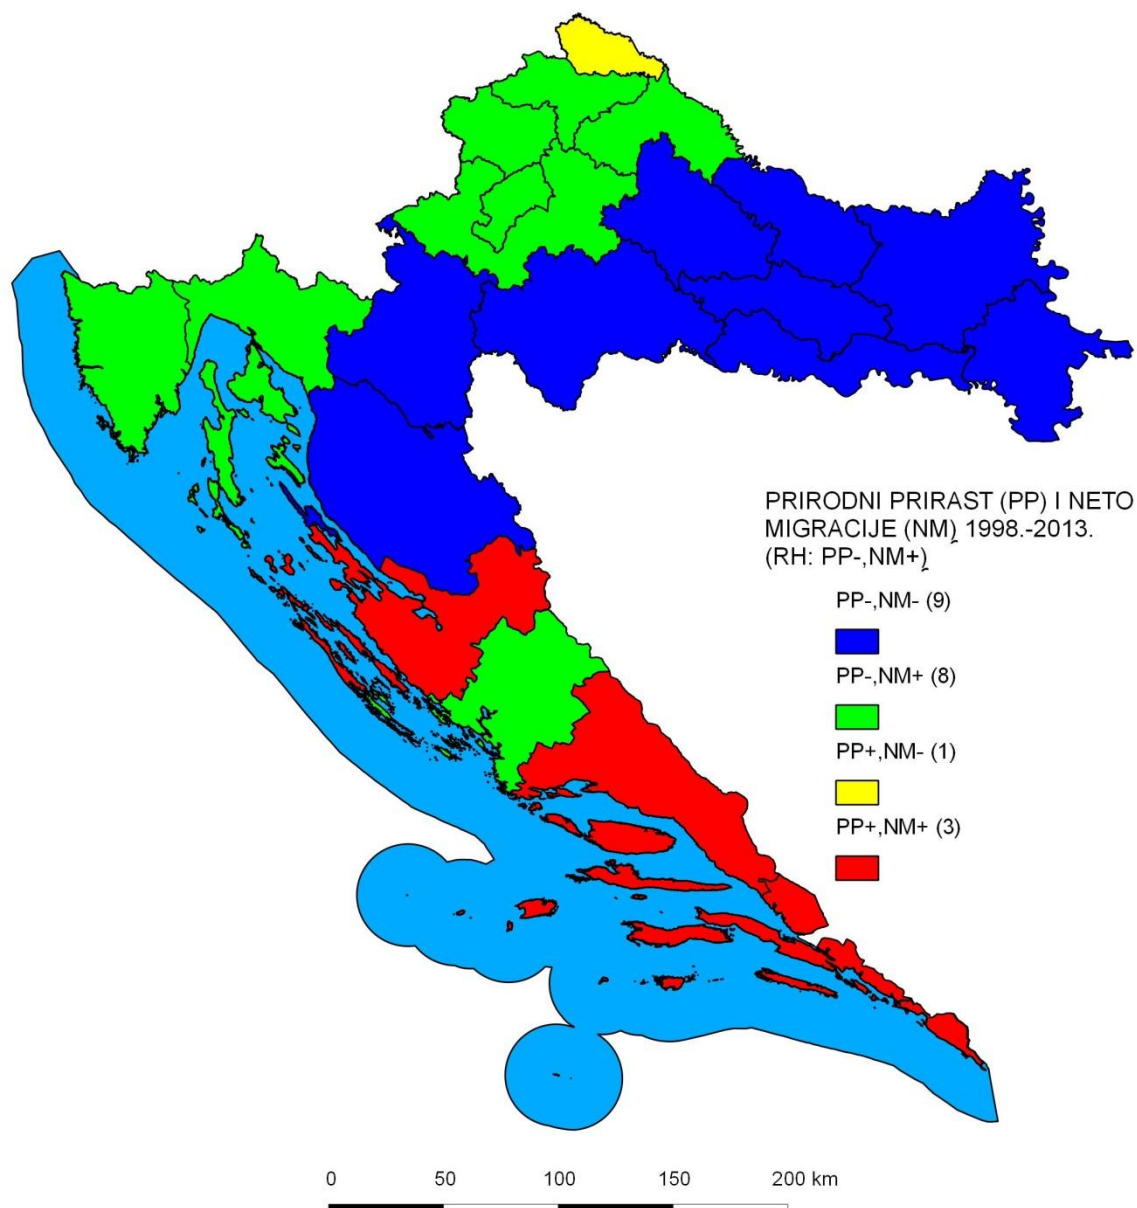 PRIRODNI PRIRAST (PP) I NETO
MIGRACIJE (NM) 1998.-2013.
(RH: PP-,NM+)
PP-,NM- (9)
PP-,NM+ (8)
PP+,NM- (1)
PP+,NM+ (3)
0 50 100 150 200 km